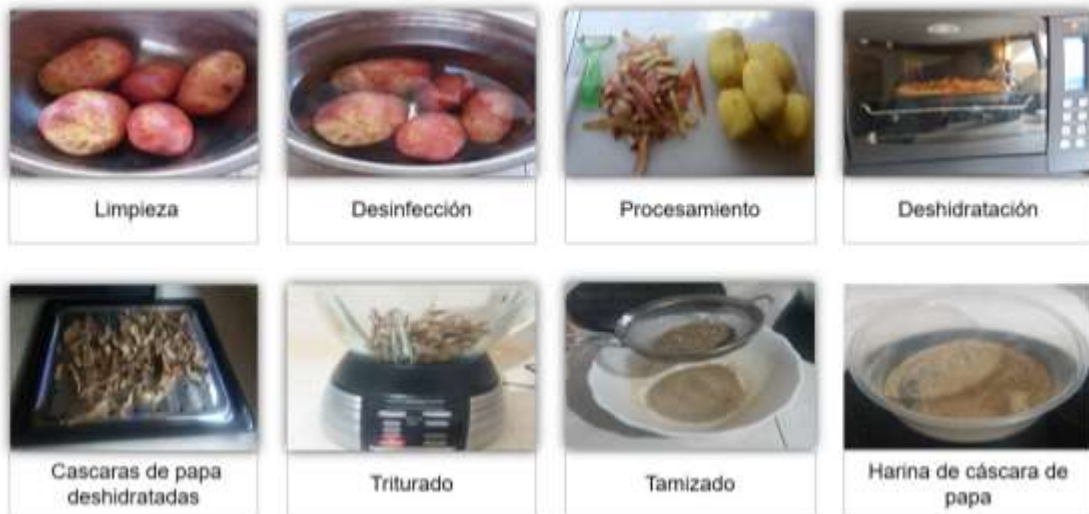 Limpieza
Desinfección
Procesamiento
Deshidratación
Cascaras de papa
deshidratadas
Triturado
Tamizado
Harina de cáscara de
papa